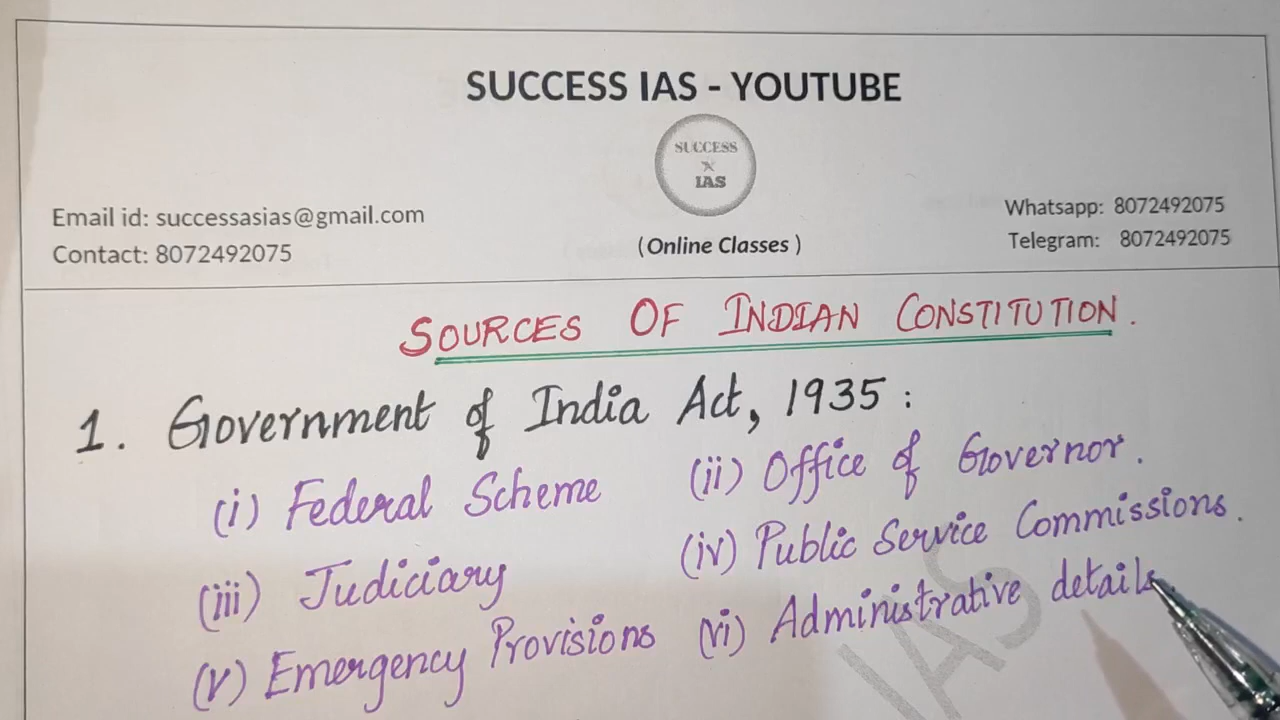 SUCCESS IAS - YOUTUBE
SUCCESS
IAS
Email id: successasias@gmail.com
Whatsapp: 8072492075
Contact: 8072492075
(Online Classes)
Telegram: 8072492075
SOURCES OF INDIAN CONSTITUTION.
1. Government of India Act, 1935:
(i) Federal Scheme (ii) Office of Governor.
(iii) Judiciary (iv) Public Service Commissions.
(v) Emergency Provisions (vi) Administrative details
IAS